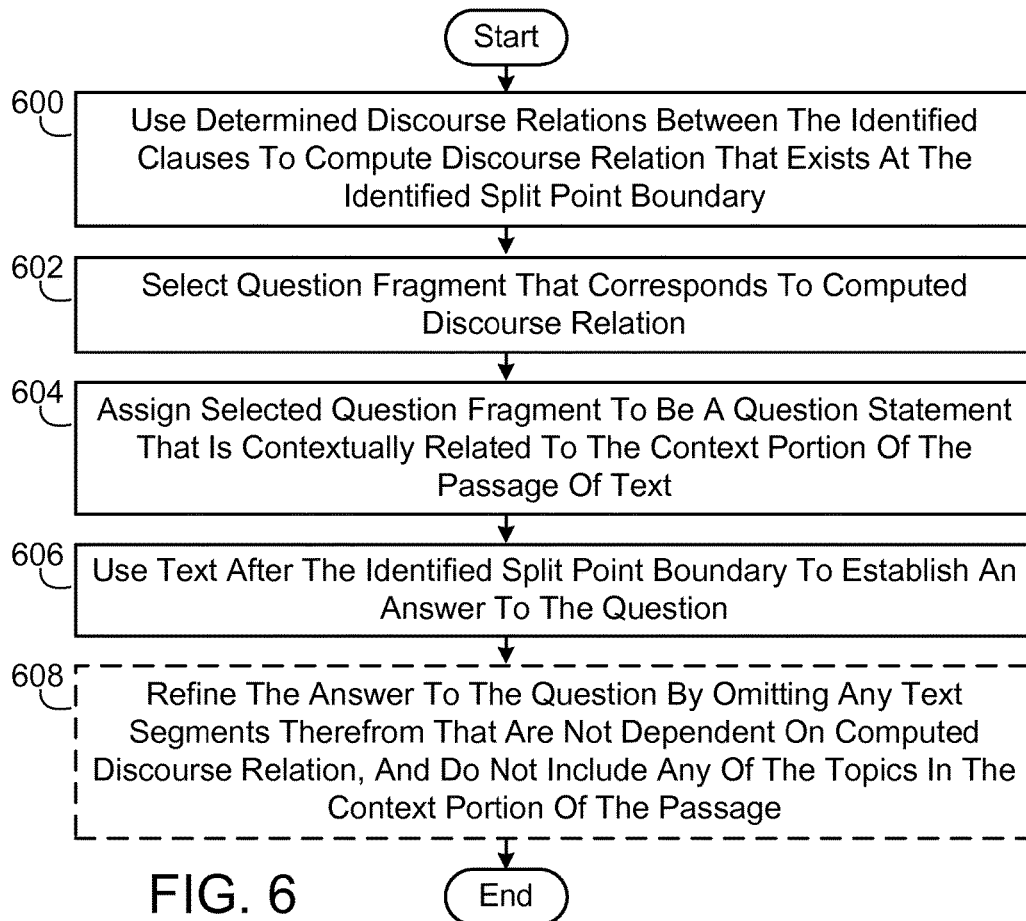 Start
600
Use Determined Discourse Relations Between The Identified
Clauses To Compute Discourse Relation That Exists At The
Identified Split Point Boundary
602
Select Question Fragment That Corresponds To Computed
Discourse Relation
604
Assign Selected Question Fragment To Be A Question Statement
That Is Contextually Related To The Context Portion Of The
Passage Of Text
606
Use Text After The Identified Split Point Boundary To Establish An
Answer To The Question
608
Refine The Answer To The Question By Omitting Any Text
Segments Therefrom That Are Not Dependent On Computed
Discourse Relation, And Do Not Include Any Of The Topics In The
Context Portion Of The Passage
FIG. 6
End